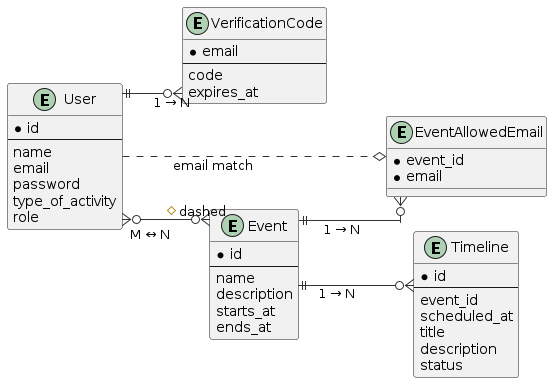 E VerificationCode
• email
code
expires_at
1 → N
E User
• id
name
email
password
type_of_activity
role
email match
E EventAllowedEmail
• event_id
• email
dashed
M ↔ N
E Event
• id
name
description
starts_at
ends_at
1 → N
1 → N
E Timeline
• id
event_id
scheduled_at
title
description
status